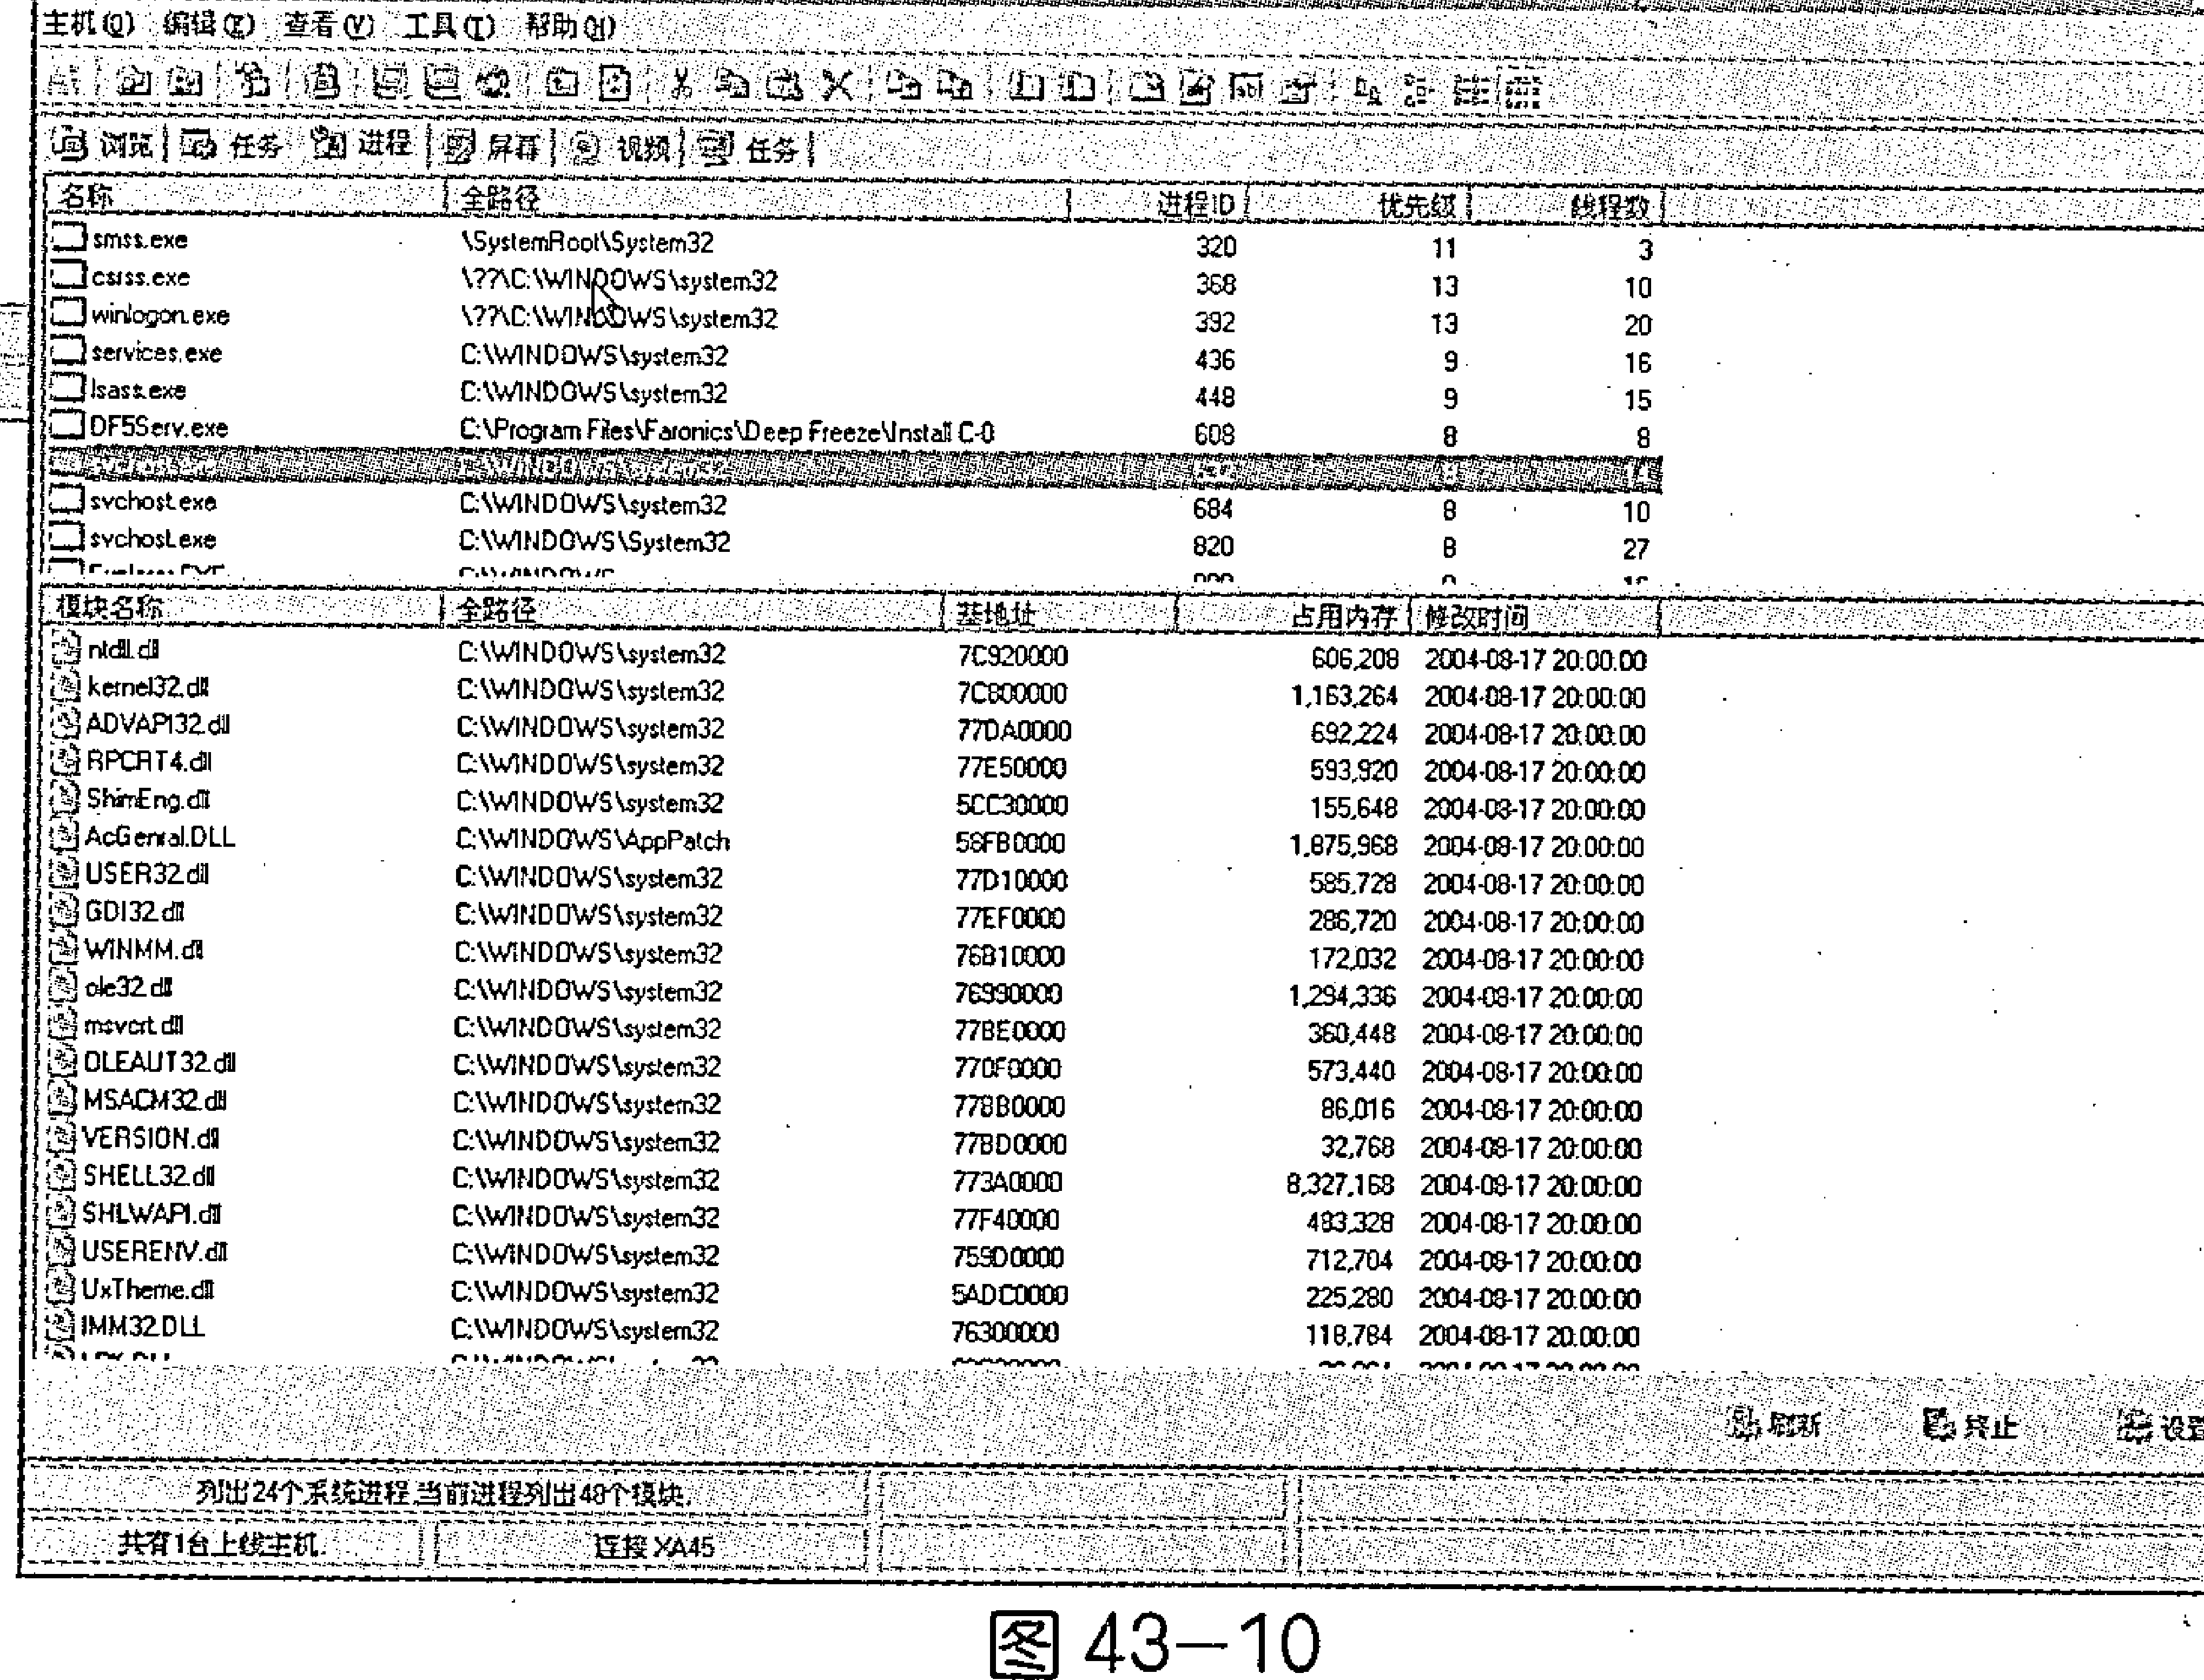 主机(O) 编辑(E) 查看(V) 工具(T) 帮助(H)
浏览 任务 进程 屏幕 视频 任务
名称 全路径 进程ID 优先级 线程数
smss.exe \SystemRoot\System32 320 11 3
csrss.exe \??\C:\WINDOWS\system32 368 13 10
winlogon.exe \??\C:\WINDOWS\system32 392 13 20
services.exe C:\WINDOWS\system32 436 9 16
lsass.exe C:\WINDOWS\system32 448 9 15
DF5Serv.exe C:\Program Files\Faronics\Deep Freeze\Install C-0 608 8 8
svchost.exe C:\WINDOWS\system32 8
svchost.exe C:\WINDOWS\system32 684 8 10
svchost.exe C:\WINDOWS\System32 820 8 27
Explorer.EXE C:\WINDOWS
模块名称 全路径 基地址 占用内存 修改时间
ntdll.dll C:\WINDOWS\system32 7C920000 606,208 2004-08-17 20:00:00
kernel32.dll C:\WINDOWS\system32 7C800000 1,163,264 2004-08-17 20:00:00
ADVAPI32.dll C:\WINDOWS\system32 77DA0000 692,224 2004-08-17 20:00:00
RPCRT4.dll C:\WINDOWS\system32 77E50000 593,920 2004-08-17 20:00:00
ShimEng.dll C:\WINDOWS\system32 5CC30000 155,648 2004-08-17 20:00:00
AcGenral.DLL C:\WINDOWS\AppPatch 58FB0000 1,875,968 2004-08-17 20:00:00
USER32.dll C:\WINDOWS\system32 77D10000 585,728 2004-08-17 20:00:00
GDI32.dll C:\WINDOWS\system32 77EF0000 286,720 2004-08-17 20:00:00
WINMM.dll C:\WINDOWS\system32 76B10000 172,032 2004-08-17 20:00:00
ole32.dll C:\WINDOWS\system32 76990000 1,294,336 2004-08-17 20:00:00
msvcrt.dll C:\WINDOWS\system32 77BE0000 360,448 2004-08-17 20:00:00
OLEAUT32.dll C:\WINDOWS\system32 770F0000 573,440 2004-08-17 20:00:00
MSACM32.dll C:\WINDOWS\system32 77BB0000 86,016 2004-08-17 20:00:00
VERSION.dll C:\WINDOWS\system32 77BD0000 32,768 2004-08-17 20:00:00
SHELL32.dll C:\WINDOWS\system32 773A0000 8,327,168 2004-08-17 20:00:00
SHLWAPI.dll C:\WINDOWS\system32 77F40000 483,328 2004-08-17 20:00:00
USERENV.dll C:\WINDOWS\system32 759D0000 712,704 2004-08-17 20:00:00
UxTheme.dll C:\WINDOWS\system32 5ADC0000 225,280 2004-08-17 20:00:00
IMM32.DLL C:\WINDOWS\system32 76300000 118,784 2004-08-17 20:00:00
刷新 终止 设置
列出24个系统进程,当前进程列出48个模块.
共有1台上线主机. 连接 XA45
图 43-10